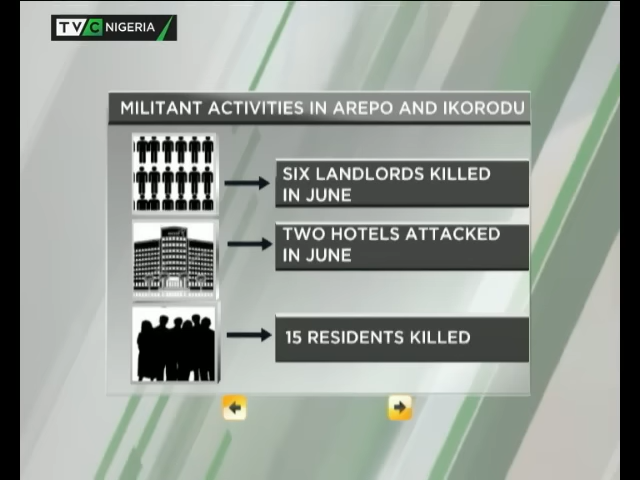 TVC NIGERIA
MILITANT ACTIVITIES IN AREPO AND IKORODU
SIX LANDLORDS KILLED
IN JUNE
TWO HOTELS ATTACKED
IN JUNE
15 RESIDENTS KILLED